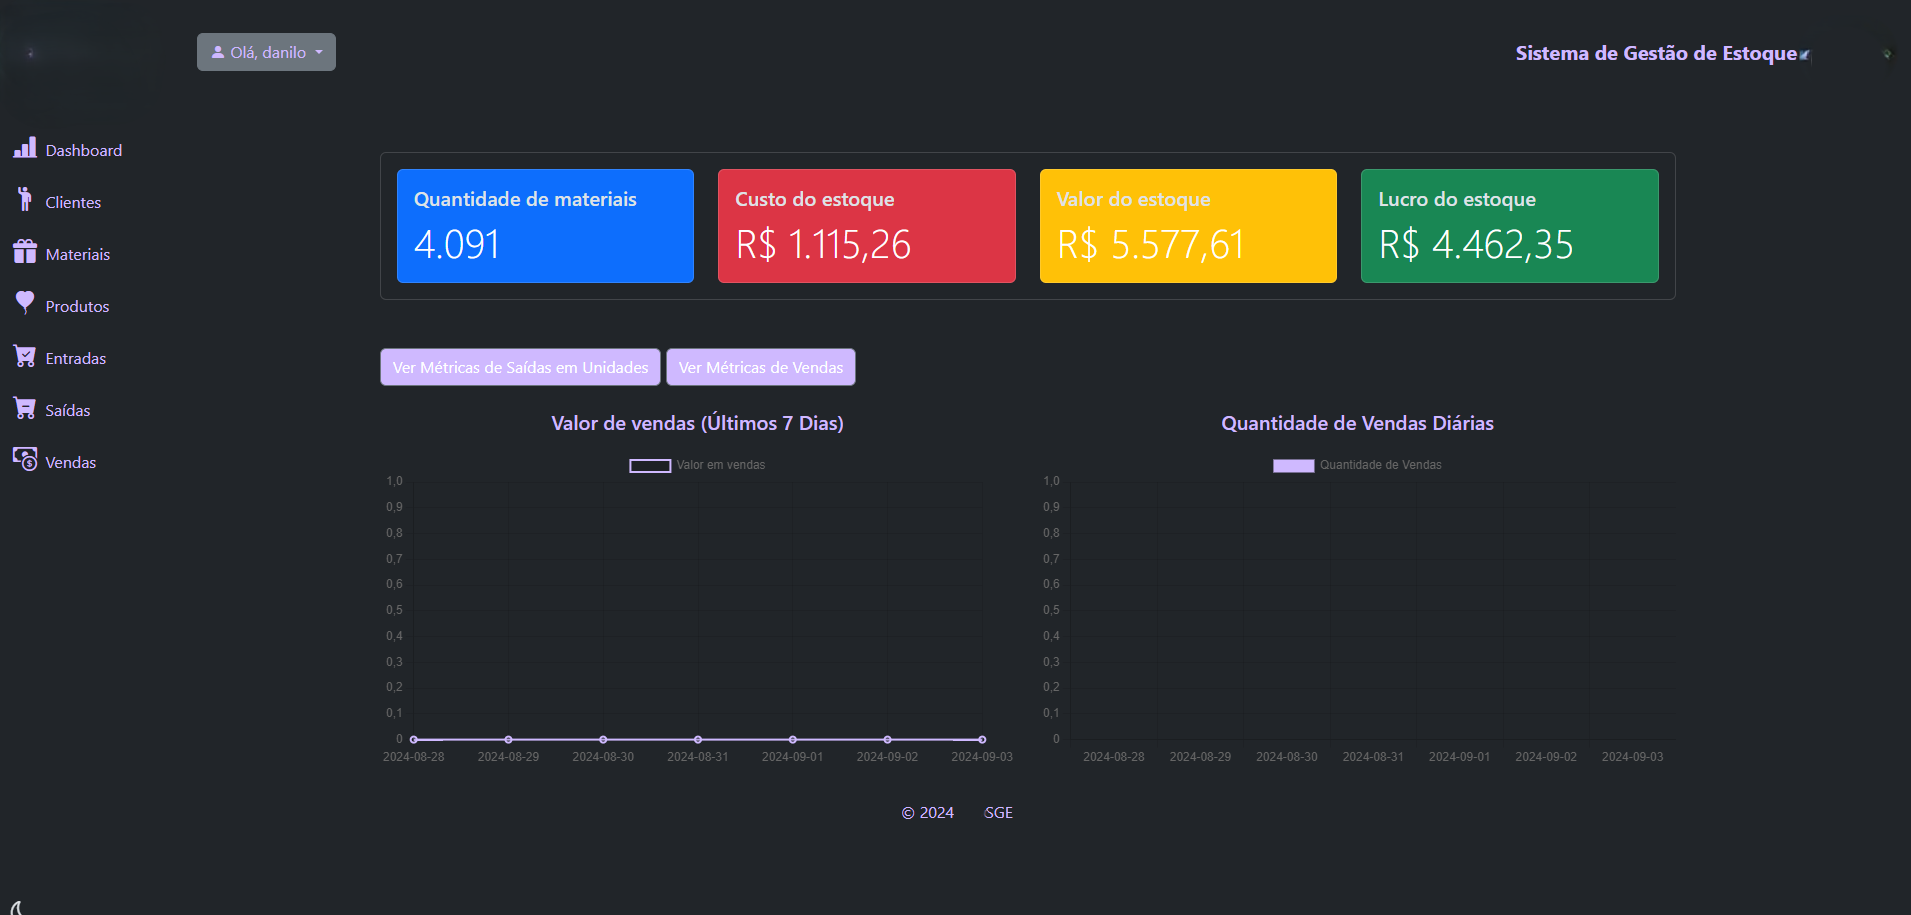 Olá, danilo
Sistema de Gestão de Estoque
Dashboard
Clientes
Materiais
Produtos
Entradas
Saídas
Vendas
Quantidade de materiais
4.091
Custo do estoque
R$ 1.115,26
Valor do estoque
R$ 5.577,61
Lucro do estoque
R$ 4.462,35
Ver Métricas de Saídas em Unidades
Ver Métricas de Vendas
Valor de vendas (Últimos 7 Dias)
Valor em vendas
1,0
0,9
0,8
0,7
0,6
0,5
0,4
0,3
0,2
0,1
0
2024-08-28 2024-08-29 2024-08-30 2024-08-31 2024-09-01 2024-09-02 2024-09-03
Quantidade de Vendas Diárias
Quantidade de Vendas
1,0
0,9
0,8
0,7
0,6
0,5
0,4
0,3
0,2
0,1
0
2024-08-28 2024-08-29 2024-08-30 2024-08-31 2024-09-01 2024-09-02 2024-09-03
© 2024 SGE